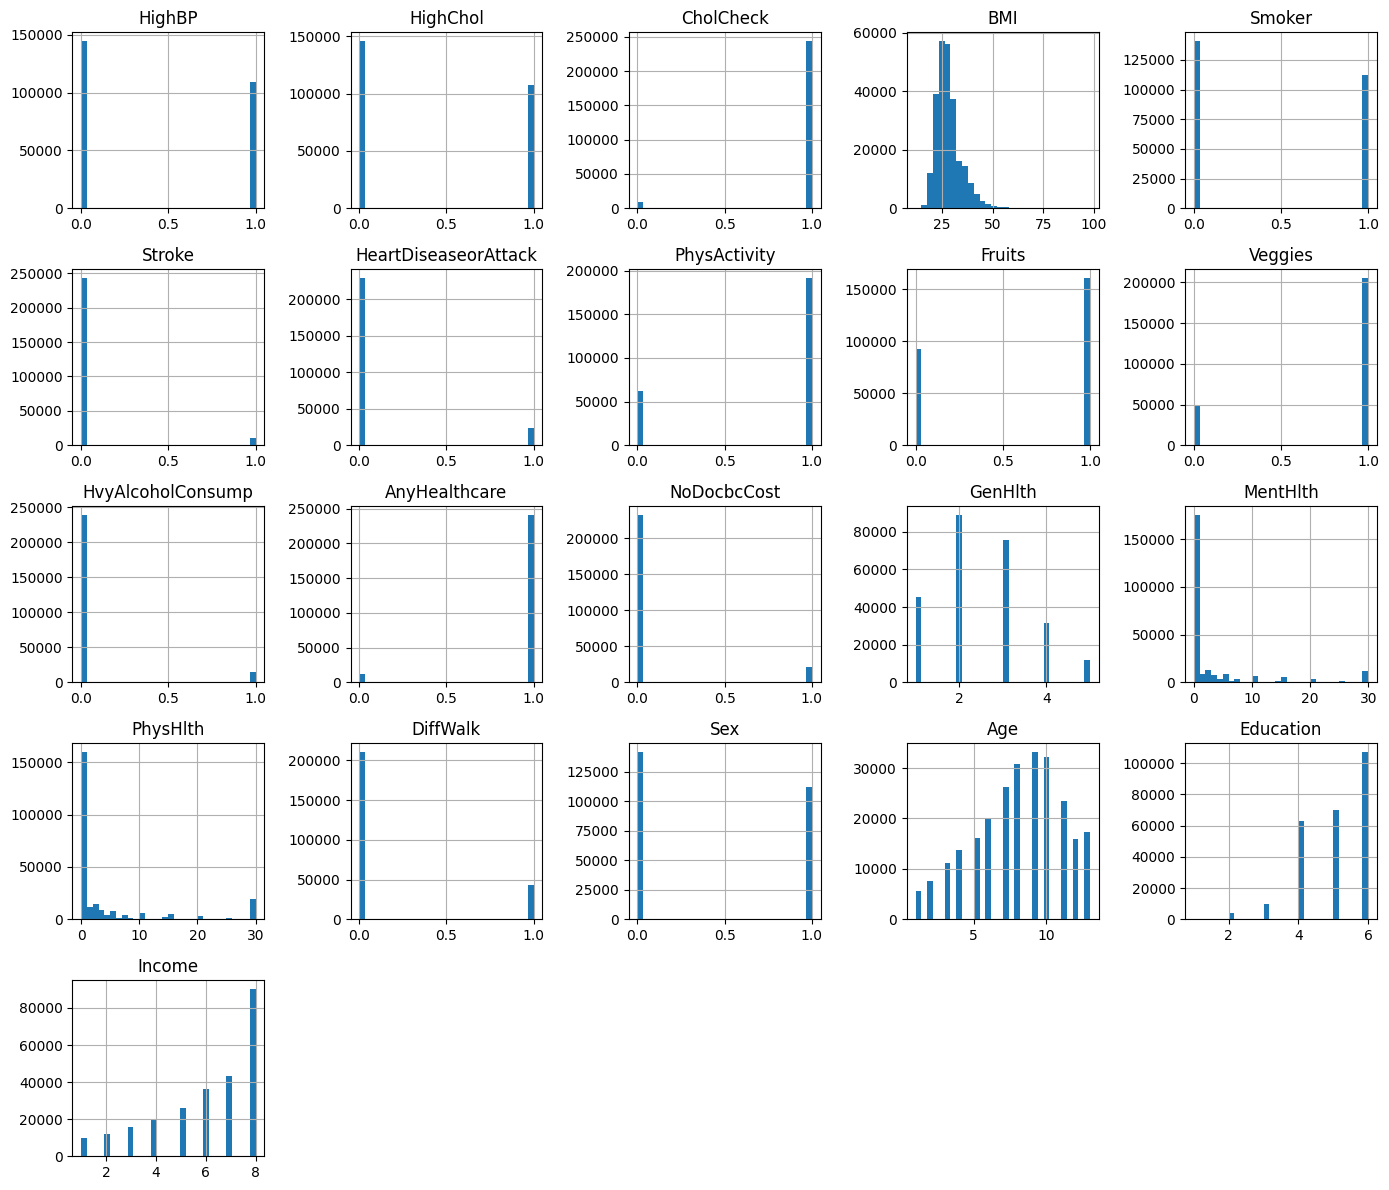 HighBP
150000
100000
50000
0
0.0 0.5 1.0
HighChol
150000
100000
50000
0
0.0 0.5 1.0
CholCheck
250000
200000
150000
100000
50000
0
0.0 0.5 1.0
BMI
60000
40000
20000
0
25 50 75 100
Smoker
125000
100000
75000
50000
25000
0
0.0 0.5 1.0
Stroke
250000
200000
150000
100000
50000
0
0.0 0.5 1.0
HeartDiseaseorAttack
200000
150000
100000
50000
0
0.0 0.5 1.0
PhysActivity
200000
150000
100000
50000
0
0.0 0.5 1.0
Fruits
150000
100000
50000
0
0.0 0.5 1.0
Veggies
200000
150000
100000
50000
0
0.0 0.5 1.0
HvyAlcoholConsump
250000
200000
150000
100000
50000
0
0.0 0.5 1.0
AnyHealthcare
250000
200000
150000
100000
50000
0
0.0 0.5 1.0
NoDocbcCost
200000
150000
100000
50000
0
0.0 0.5 1.0
GenHlth
80000
60000
40000
20000
0
2 4
MentHlth
150000
100000
50000
0
0 10 20 30
PhysHlth
150000
100000
50000
0
0 10 20 30
DiffWalk
200000
150000
100000
50000
0
0.0 0.5 1.0
Sex
125000
100000
75000
50000
25000
0
0.0 0.5 1.0
Age
30000
20000
10000
0
5 10
Education
100000
80000
60000
40000
20000
0
2 4 6
Income
80000
60000
40000
20000
0
2 4 6 8